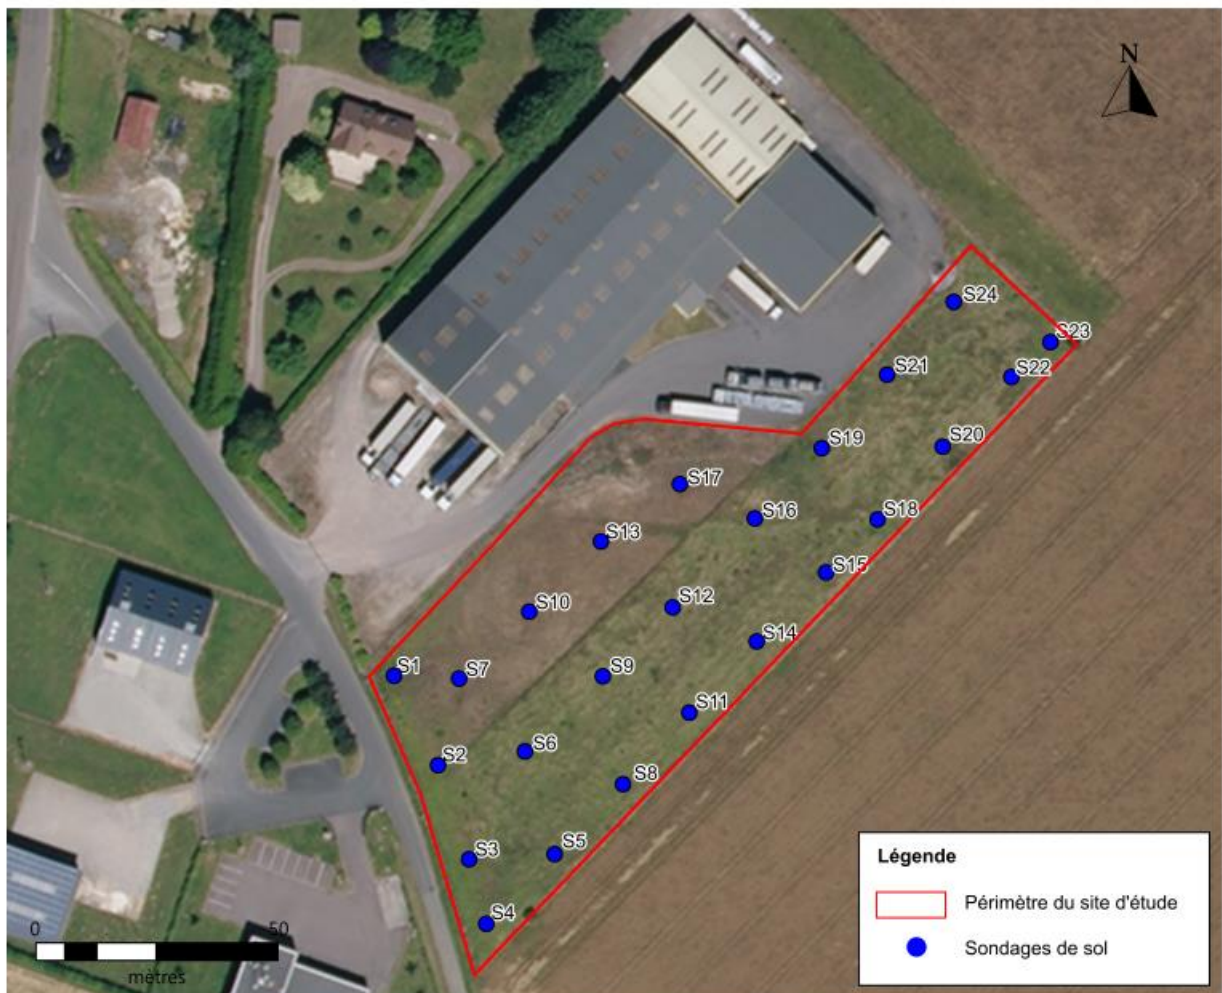 N
S24
S23
S21
S22
S19
S20
S17
S16
S18
S13
S15
S10
S12
S14
S1
S7
S9
S11
S2
S6
S8
S3
S5
S4
0 50
mètres
Légende
Périmètre du site d'étude
Sondages de sol